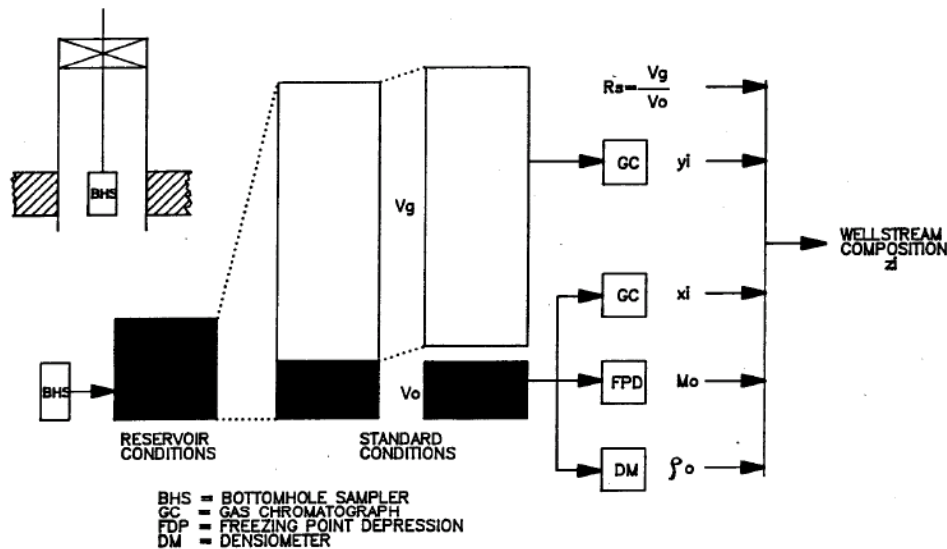 BHS
Rs=Vg/Vo
GC yi
Vg
WELLSTREAM
COMPOSITION
zi
GC xi
BHS
Vo
FPD Mo
RESERVOIR
CONDITIONS
STANDARD
CONDITIONS
DM ρo
BHS = BOTTOMHOLE SAMPLER
GC = GAS CHROMATOGRAPH
FDP = FREEZING POINT DEPRESSION
DM = DENSIOMETER